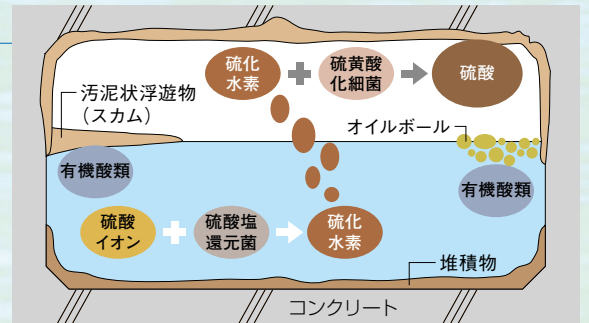 硫化
水素
硫黄酸
化細菌
硫酸
汚泥状浮遊物
（スカム）
オイルボール
有機酸類
有機酸類
硫酸
イオン
硫酸塩
還元菌
硫化
水素
堆積物
コンクリート